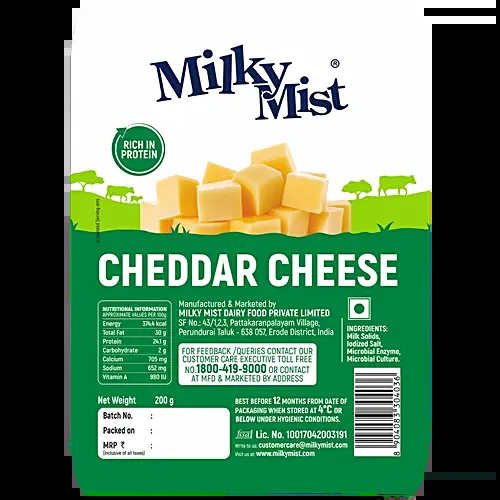 Milky
Mist
®
RICH IN
PROTEIN
CHEDDAR CHEESE
NUTRITIONAL INFORMATION
APPROXIMATE VALUES PER 100g
Energy 374.4 kcal
Total Fat 30 g
Protein 24.1 g
Carbohydrate 2 g
Calcium 705 mg
Sodium 652 mg
Vitamin A 980 IU
Manufactured & Marketed by
MILKY MIST DAIRY FOOD PRIVATE LIMITED
SF No.: 43/1,2,3, Pattakaranpalayam Village,
Perundurai Taluk - 638 057, Erode District, India
FOR FEEDBACK /QUERIES CONTACT OUR
CUSTOMER CARE EXECUTIVE TOLL FREE
NO.1800-419-9000 OR CONTACT
AT MFD & MARKETED BY ADDRESS
INGREDIENTS:
Milk Solids,
Iodized Salt,
Microbial Enzyme,
Microbial Culture.
Net Weight 200 g
Batch No. :
Packed on :
MRP ₹ :
(inclusive of all taxes)
BEST BEFORE 12 MONTHS FROM DATE OF
PACKAGING WHEN STORED AT 4°C OR
BELOW UNDER HYGIENIC CONDITIONS.
fssai Lic. No. 10017042003191
Write to us: customercare@milkymist.com
Visit us: www.milkymist.com
8 904083 304036